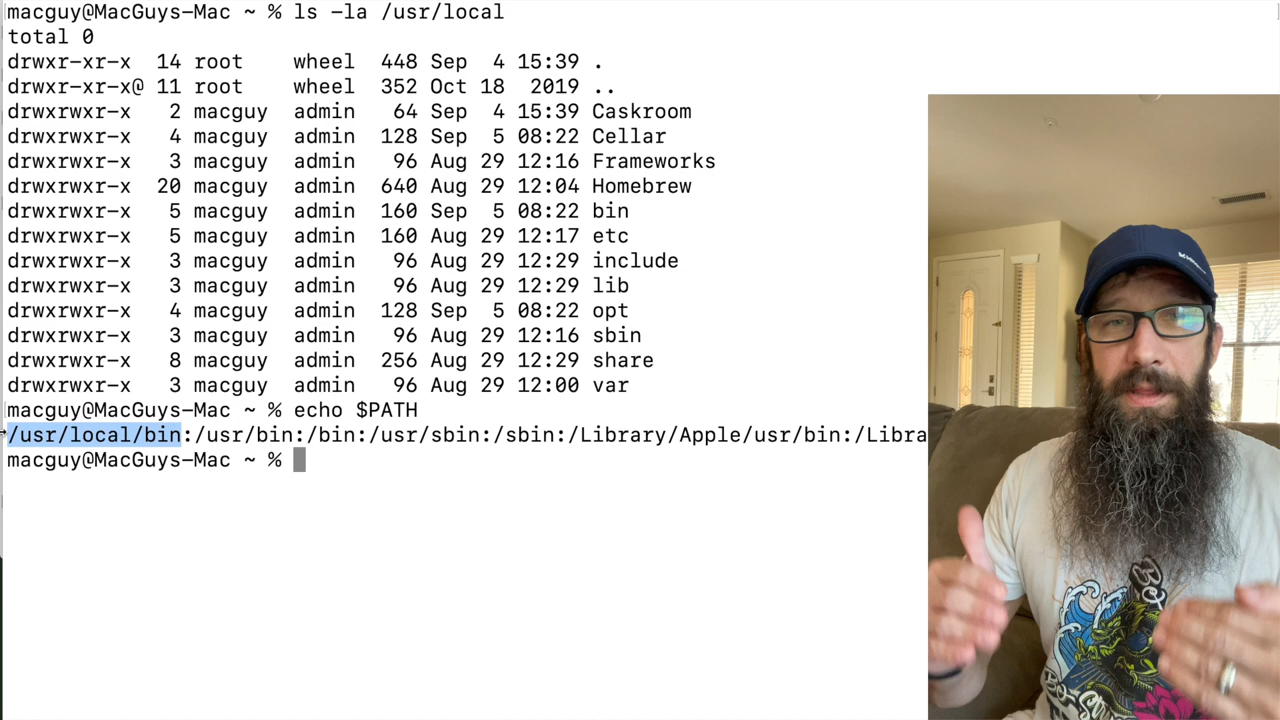 macguy@MacGuys-Mac ~ % ls -la /usr/local
total 0
drwxr-xr-x 14 root wheel 448 Sep 4 15:39 .
drwxr-xr-x@ 11 root wheel 352 Oct 18 2019 ..
drwxrwxr-x 2 macguy admin 64 Sep 4 15:39 Caskroom
drwxrwxr-x 4 macguy admin 128 Sep 5 08:22 Cellar
drwxrwxr-x 3 macguy admin 96 Aug 29 12:16 Frameworks
drwxrwxr-x 20 macguy admin 640 Aug 29 12:04 Homebrew
drwxrwxr-x 5 macguy admin 160 Sep 5 08:22 bin
drwxrwxr-x 5 macguy admin 160 Aug 29 12:17 etc
drwxrwxr-x 3 macguy admin 96 Aug 29 12:29 include
drwxrwxr-x 3 macguy admin 96 Aug 29 12:29 lib
drwxrwxr-x 4 macguy admin 128 Sep 5 08:22 opt
drwxrwxr-x 3 macguy admin 96 Aug 29 12:16 sbin
drwxrwxr-x 8 macguy admin 256 Aug 29 12:29 share
drwxrwxr-x 3 macguy admin 96 Aug 29 12:00 var
macguy@MacGuys-Mac ~ % echo $PATH
/usr/local/bin:/usr/bin:/bin:/usr/sbin:/sbin:/Library/Apple/usr/bin:/Libra
macguy@MacGuys-Mac ~ %